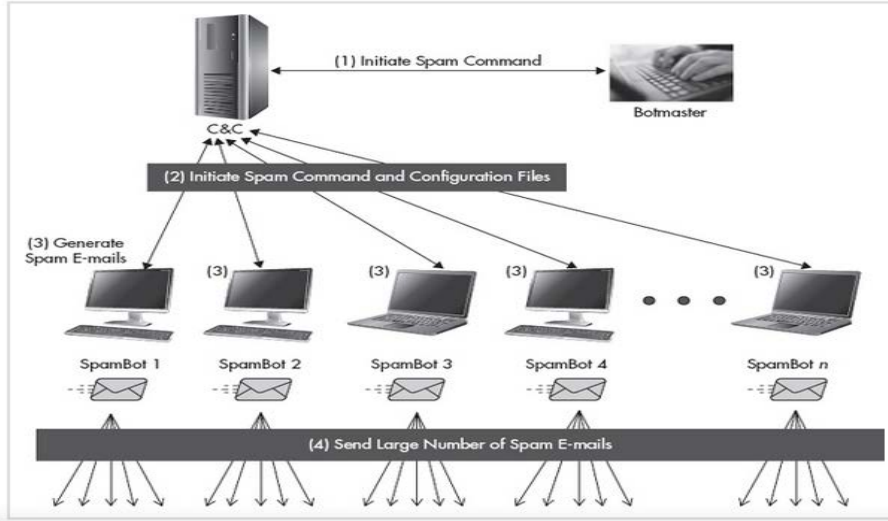 (1) Initiate Spam Command
Botmaster
C&C
(2) Initiate Spam Command and Configuration Files
(3) Generate
Spam E-mails
(3)
(3)
(3)
(3)
SpamBot 1
SpamBot 2
SpamBot 3
SpamBot 4
SpamBot n
(4) Send Large Number of Spam E-mails